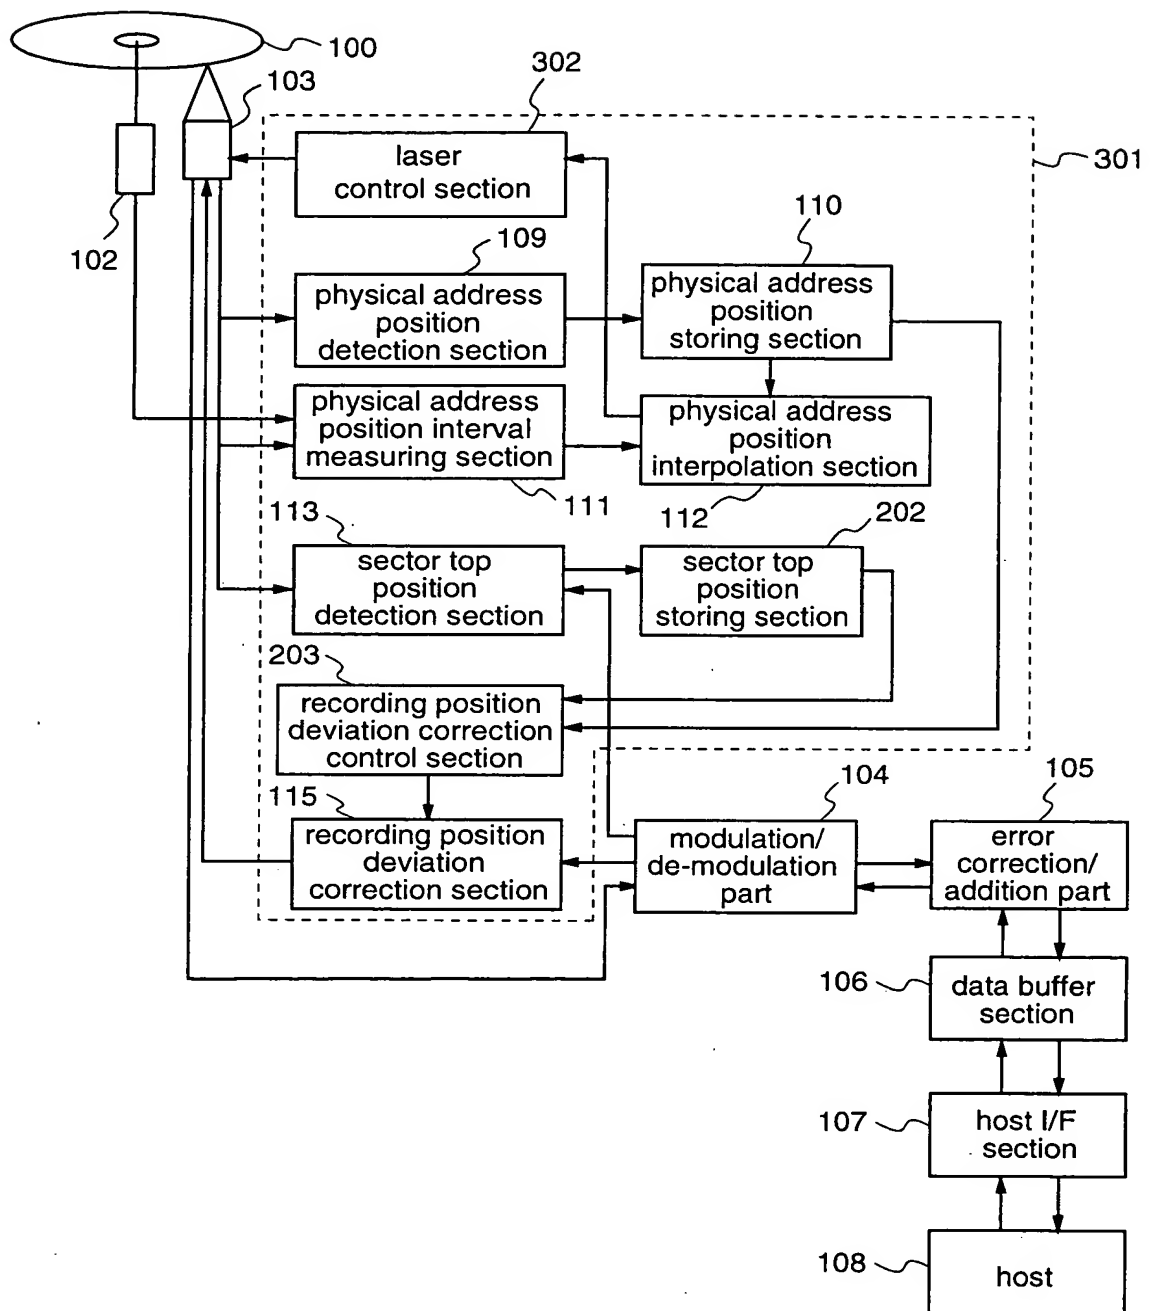 100
103
302
laser
control section
301
102
109
110
physical address
position
detection section
physical address
position
storing section
physical address
position interval
measuring section
physical address
position
interpolation section
111
112
113
202
sector top
position
detection section
sector top
position
storing section
203
recording position
deviation correction
control section
115
104
105
recording position
deviation
correction section
modulation/
de-modulation
part
error
correction/
addition part
106
data buffer
section
107
host I/F
section
108
host